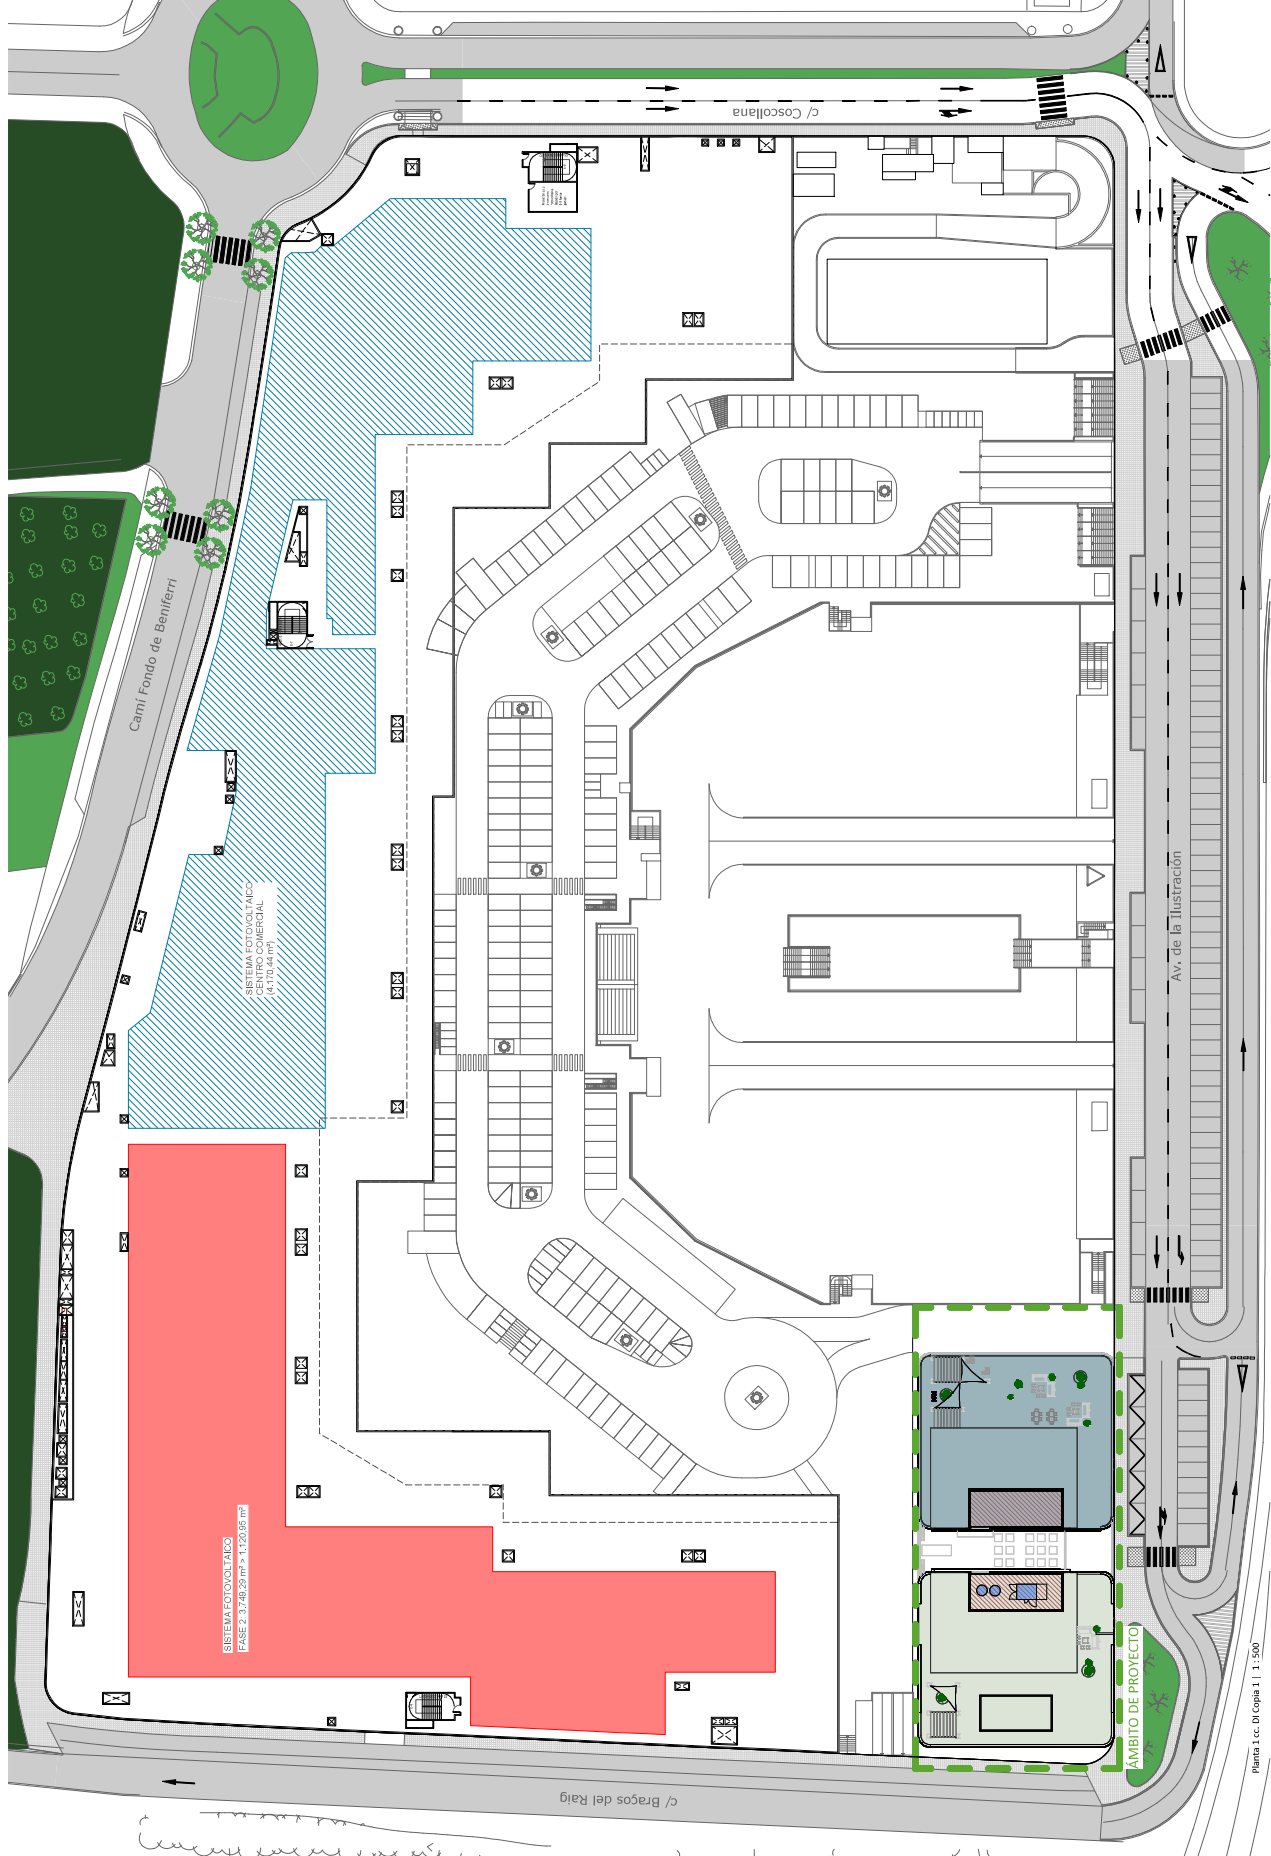 c/ Coscollana
Camí Fondo de Beniferri
SISTEMA FOTOVOLTAICO
CENTRO COMERCIAL
(4.170,44 m²)
Av. de la Ilustración
SISTEMA FOTOVOLTAICO
FASE 2: 3.749,29 m² > 1.120,95 m²
ÁMBITO DE PROYECTO
Planta 1 cc. DI Copia 1 | 1 : 500
c/ Braços del Raig